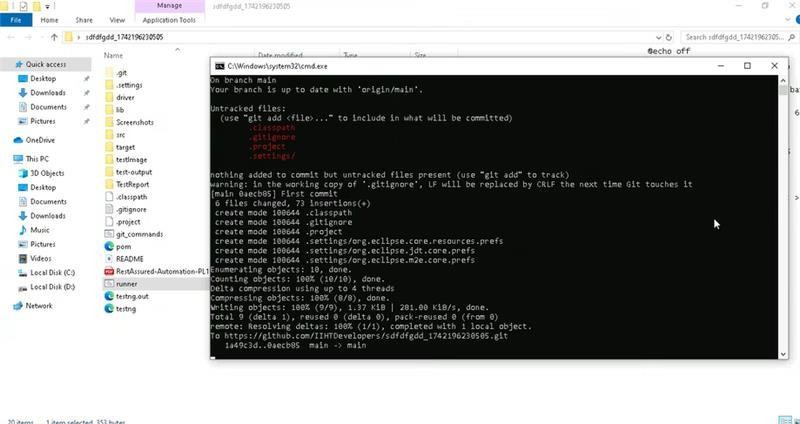 Manage
sdfdfgdd_1742196230505
File
Home
Share
View
Application Tools
sdfdfgdd_1742196230505
Search sdfdfgdd_1742196230505
@echo off
Name
Date modified
Type
Size
Quick access
Desktop
Downloads
Documents
Pictures
OneDrive
This PC
3D Objects
Desktop
Documents
Downloads
Music
Pictures
Videos
Local Disk (C:)
Local Disk (D:)
Network
.git
.settings
driver
lib
Screenshots
src
target
testImage
test-output
TestReport
.classpath
.gitignore
.project
git_commands
pom
README
RestAssured-Automation-PL1
runner
testng.out
testng
C:\Windows\system32\cmd.exe
On branch main
Your branch is up to date with 'origin/main'.
Untracked files:
(use "git add <file>..." to include in what will be committed)
.classpath
.gitignore
.project
.settings/
nothing added to commit but untracked files present (use "git add" to track)
warning: in the working copy of '.gitignore', LF will be replaced by CRLF the next time Git touches it
[main 0aecb05] First commit
6 files changed, 73 insertions(+)
create mode 100644 .classpath
create mode 100644 .gitignore
create mode 100644 .project
create mode 100644 .settings/org.eclipse.core.resources.prefs
create mode 100644 .settings/org.eclipse.jdt.core.prefs
create mode 100644 .settings/org.eclipse.m2e.core.prefs
Enumerating objects: 10, done.
Counting objects: 100% (10/10), done.
Delta compression using up to 4 threads
Compressing objects: 100% (8/8), done.
Writing objects: 100% (9/9), 1.37 KiB | 201.00 KiB/s, done.
Total 9 (delta 1), reused 0 (delta 0), pack-reused 0 (from 0)
remote: Resolving deltas: 100% (1/1), completed with 1 local object.
To https://github.com/IIHTDevelopers/sdfdfgdd_1742196230505.git
1a49c3d..0aecb05 main -> main
20 items
1 item selected, 353 bytes